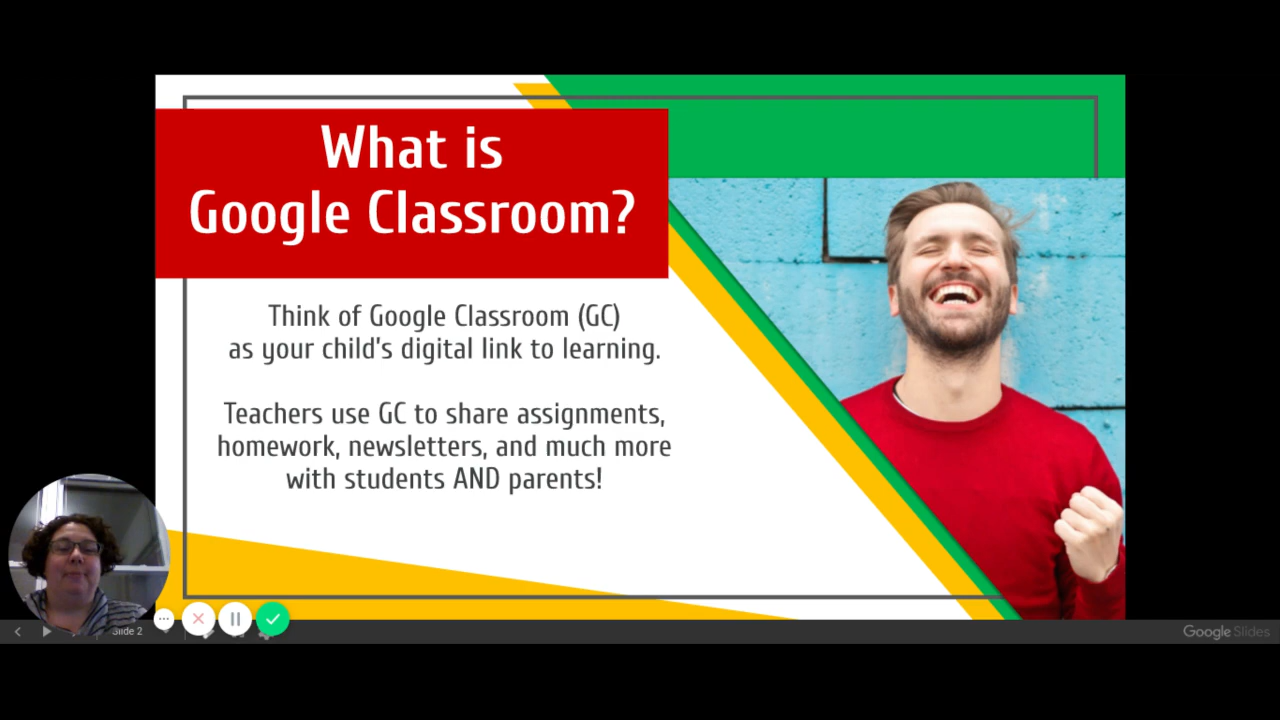 What is
Google Classroom?
Think of Google Classroom (GC)
as your child's digital link to learning.
Teachers use GC to share assignments,
homework, newsletters, and much more
with students AND parents!
Slide 2
Google Slides